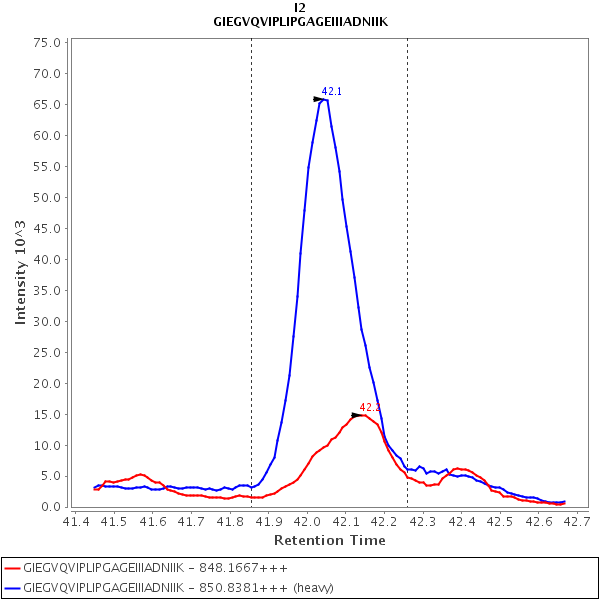 I2
GIEGVQVIPLIPGAGEIIIADNIIK
75.0
70.0
65.0
60.0
55.0
50.0
45.0
40.0
35.0
30.0
25.0
20.0
15.0
10.0
5.0
0.0
Intensity 10^3
42.1
42.2
41.4 41.5 41.6 41.7 41.8 41.9 42.0 42.1 42.2 42.3 42.4 42.5 42.6 42.7
Retention Time
GIEGVQVIPLIPGAGEIIIADNIIK - 848.1667+++
GIEGVQVIPLIPGAGEIIIADNIIK - 850.8381+++ (heavy)